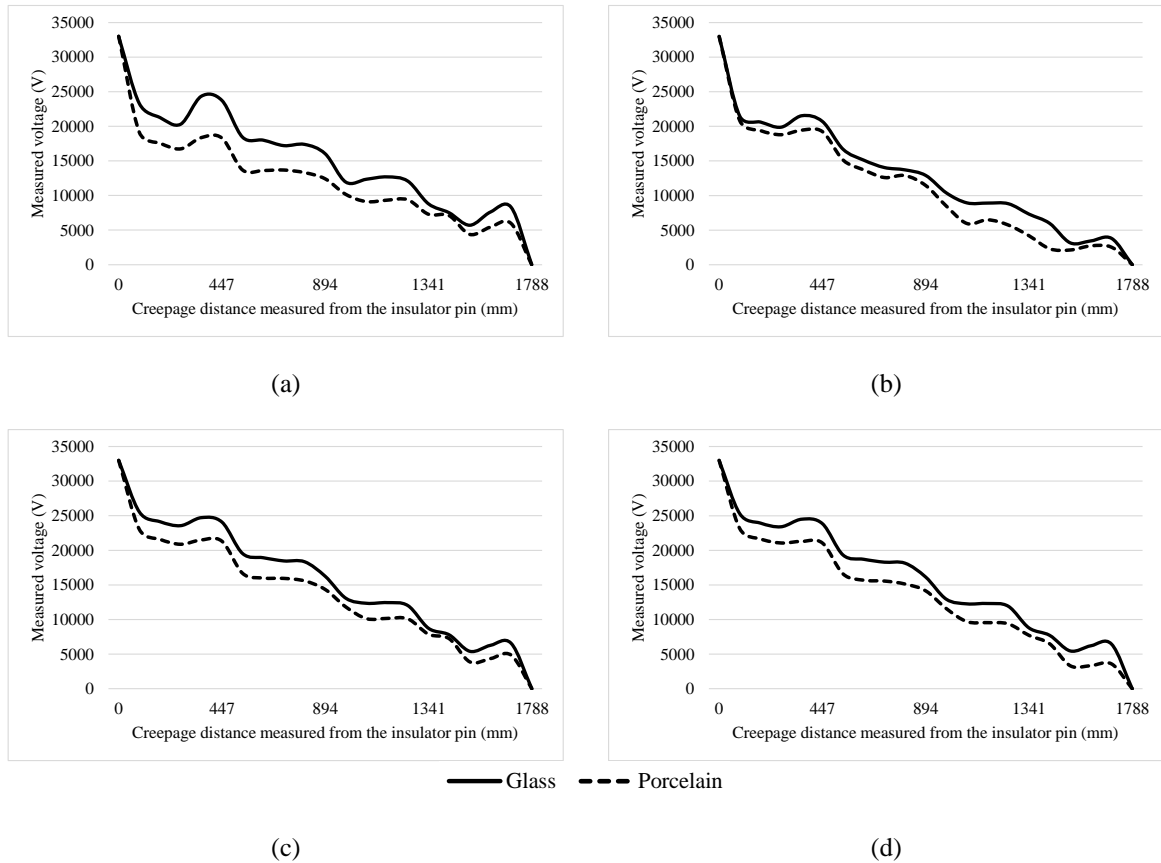 35000
30000
25000
20000
15000
10000
5000
0
Measured voltage (V)
0 447 894 1341 1788
Creepage distance measured from the insulator pin (mm)
(a)
35000
30000
25000
20000
15000
10000
5000
0
Measured voltage (V)
0 447 894 1341 1788
Creepage distance measured from the insulator pin (mm)
(b)
35000
30000
25000
20000
15000
10000
5000
0
Measured voltage (V)
0 447 894 1341 1788
Creepage distance measured from the insulator pin (mm)
35000
30000
25000
20000
15000
10000
5000
0
Measured voltage (V)
0 447 894 1341 1788
Creepage distance measured from the insulator pin (mm)
Glass Porcelain
(c)
(d)